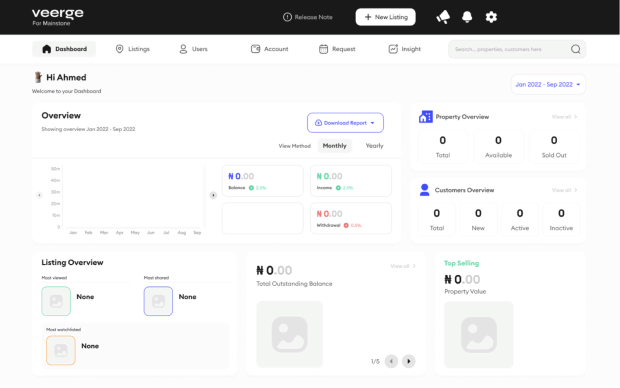 veerge
For Mainstone
Release Note
+ New Listing
Dashboard
Listings
Users
Account
Request
Insight
Search... properties, customers here
Hi Ahmed
Welcome to your Dashboard
Jan 2022 - Sep 2022
Overview
Showing overview Jan 2022 - Sep 2022
Download Report
View Method
Monthly
Yearly
50m
40m
30m
20m
10m
0
Jan Feb Mar Apr May Jun Jul Aug Sep
₦ 0.00
Balance 0.0%
₦ 0.00
Income 0.0%
₦ 0.00
Withdrawal 0.0%
Property Overview
View all
0
Total
0
Available
0
Sold Out
Customers Overview
View all
0
Total
0
New
0
Active
0
Inactive
Listing Overview
Most viewed
None
Most shared
None
Most watchlisted
None
₦ 0.00
Total Outstanding Balance
View all
1/5
Top Selling
₦ 0.00
Property Value